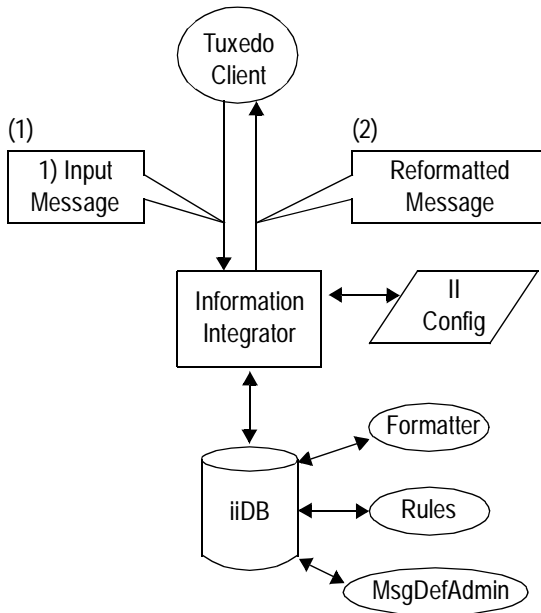 Tuxedo
Client
(1)
(2)
1) Input
Message
Reformatted
Message
Information
Integrator
II
Config
Formatter
iiDB
Rules
MsgDefAdmin